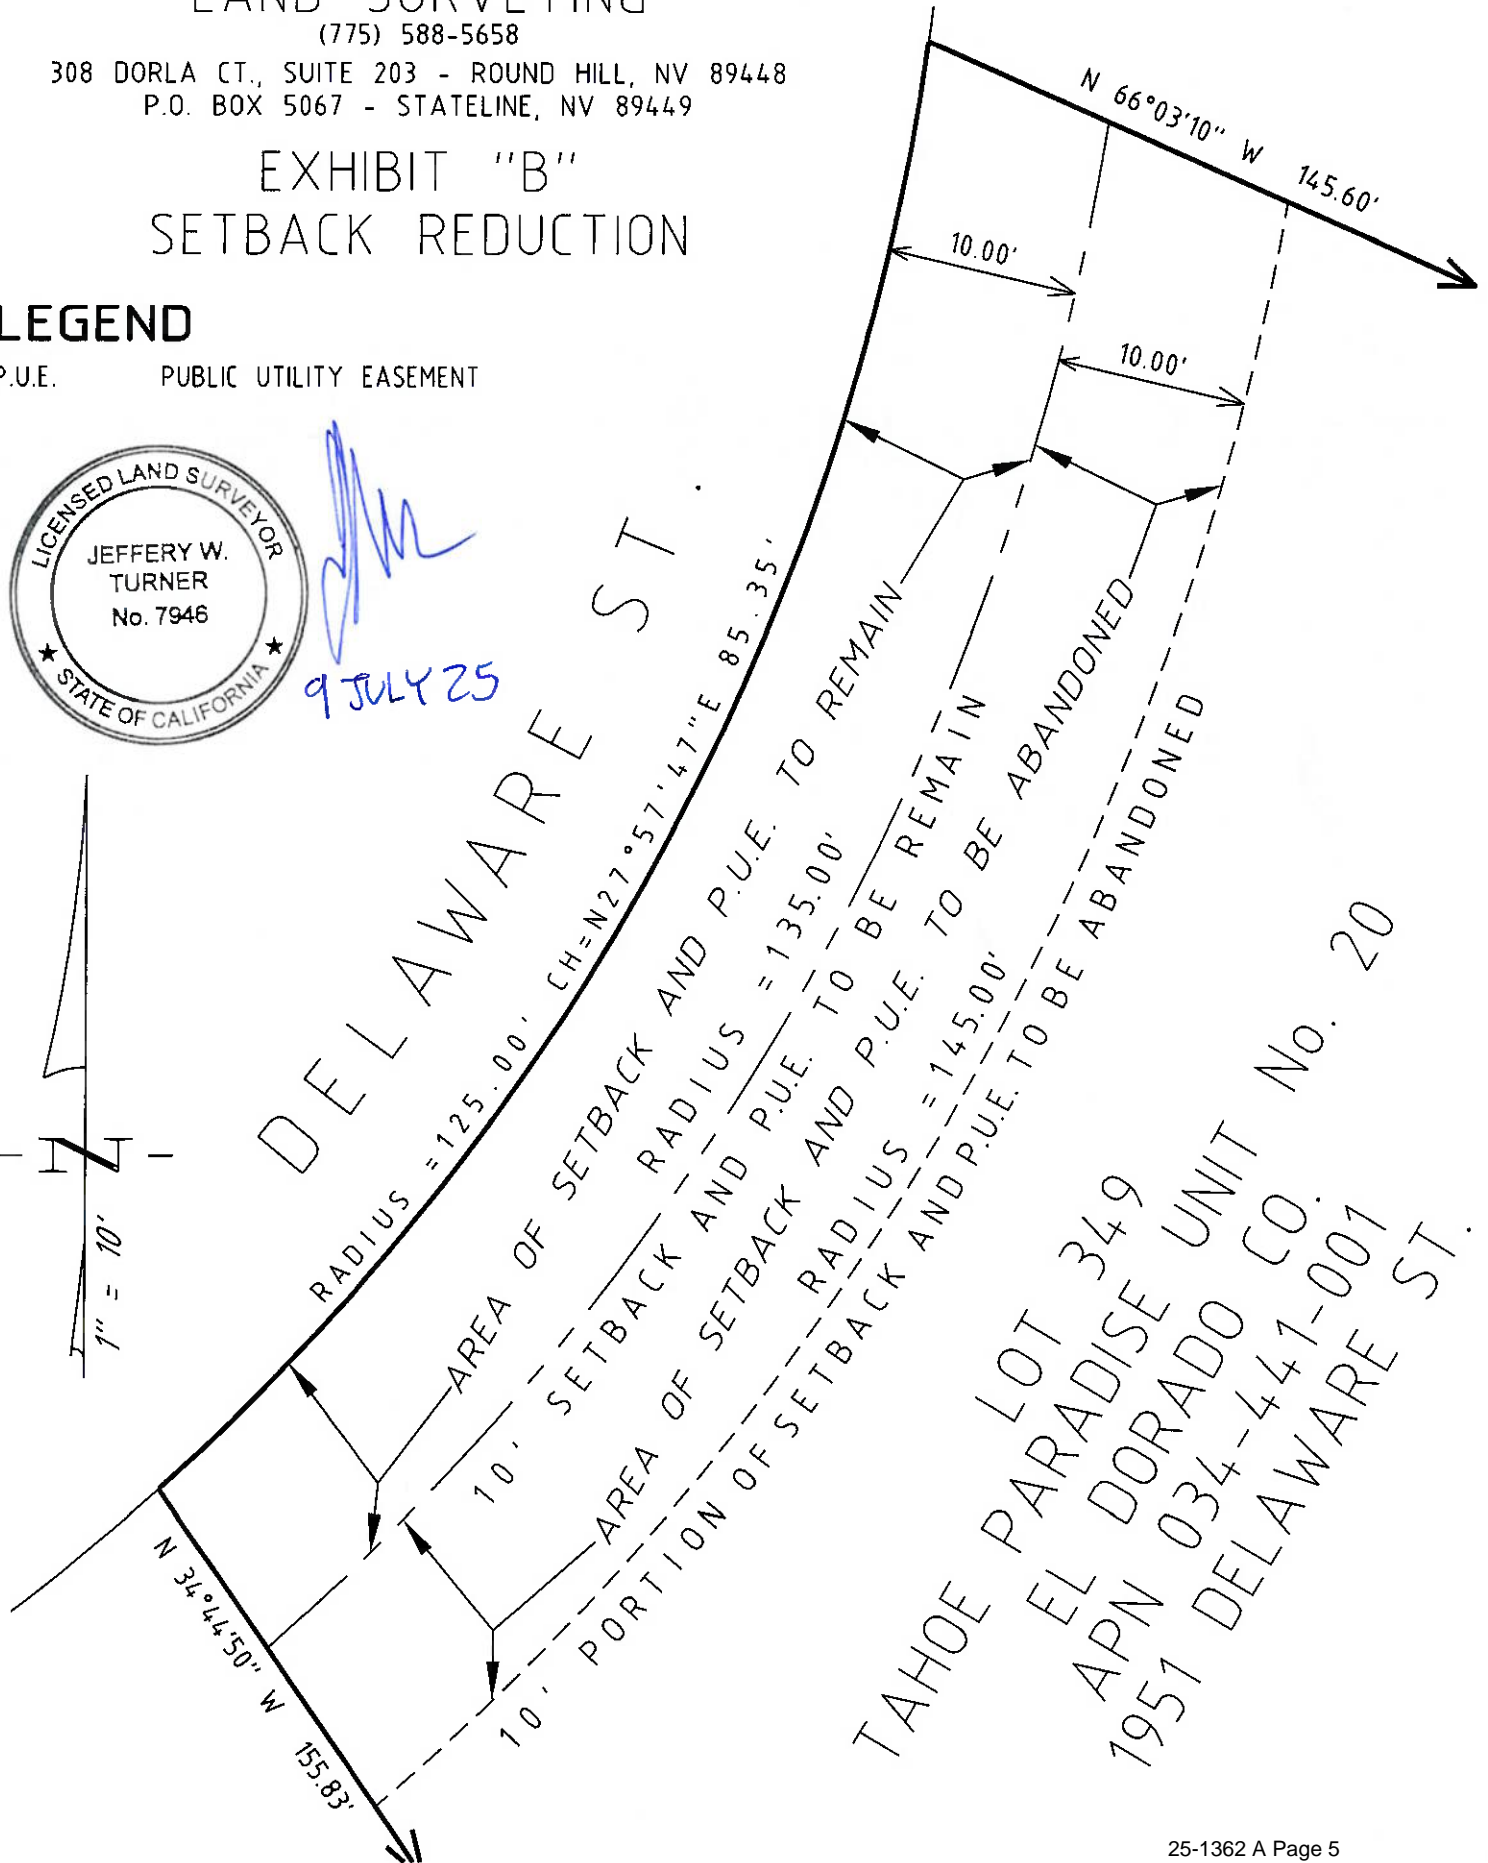 LAND SURVEYING
(775) 588-5658
308 DORLA CT., SUITE 203 - ROUND HILL, NV 89448
P.O. BOX 5067 - STATELINE, NV 89449
EXHIBIT "B"
SETBACK REDUCTION
LEGEND
P.U.E. PUBLIC UTILITY EASEMENT
LICENSED LAND SURVEYOR
JEFFERY W.
TURNER
No. 7946
★ STATE OF CALIFORNIA ★
9 JULY 25
N 66°03'10" W 145.60'
10.00'
10.00'
DELAWARE ST.
RADIUS =125.00' CH=N27°57'47"E 85.35'
AREA OF SETBACK AND P.U.E. TO REMAIN
RADIUS =135.00'
10' SETBACK AND P.U.E. TO BE REMAIN
AREA OF SETBACK AND P.U.E. TO BE ABANDONED
RADIUS =145.00'
10' PORTION OF SETBACK AND P.U.E. TO BE ABANDONED
N
1" = 10'
N 34°44'50" W 155.83'
LOT 349
TAHOE PARADISE UNIT No. 20
EL DORADO CO.
APN 034-441-001
1951 DELAWARE ST.
25-1362 A Page 5